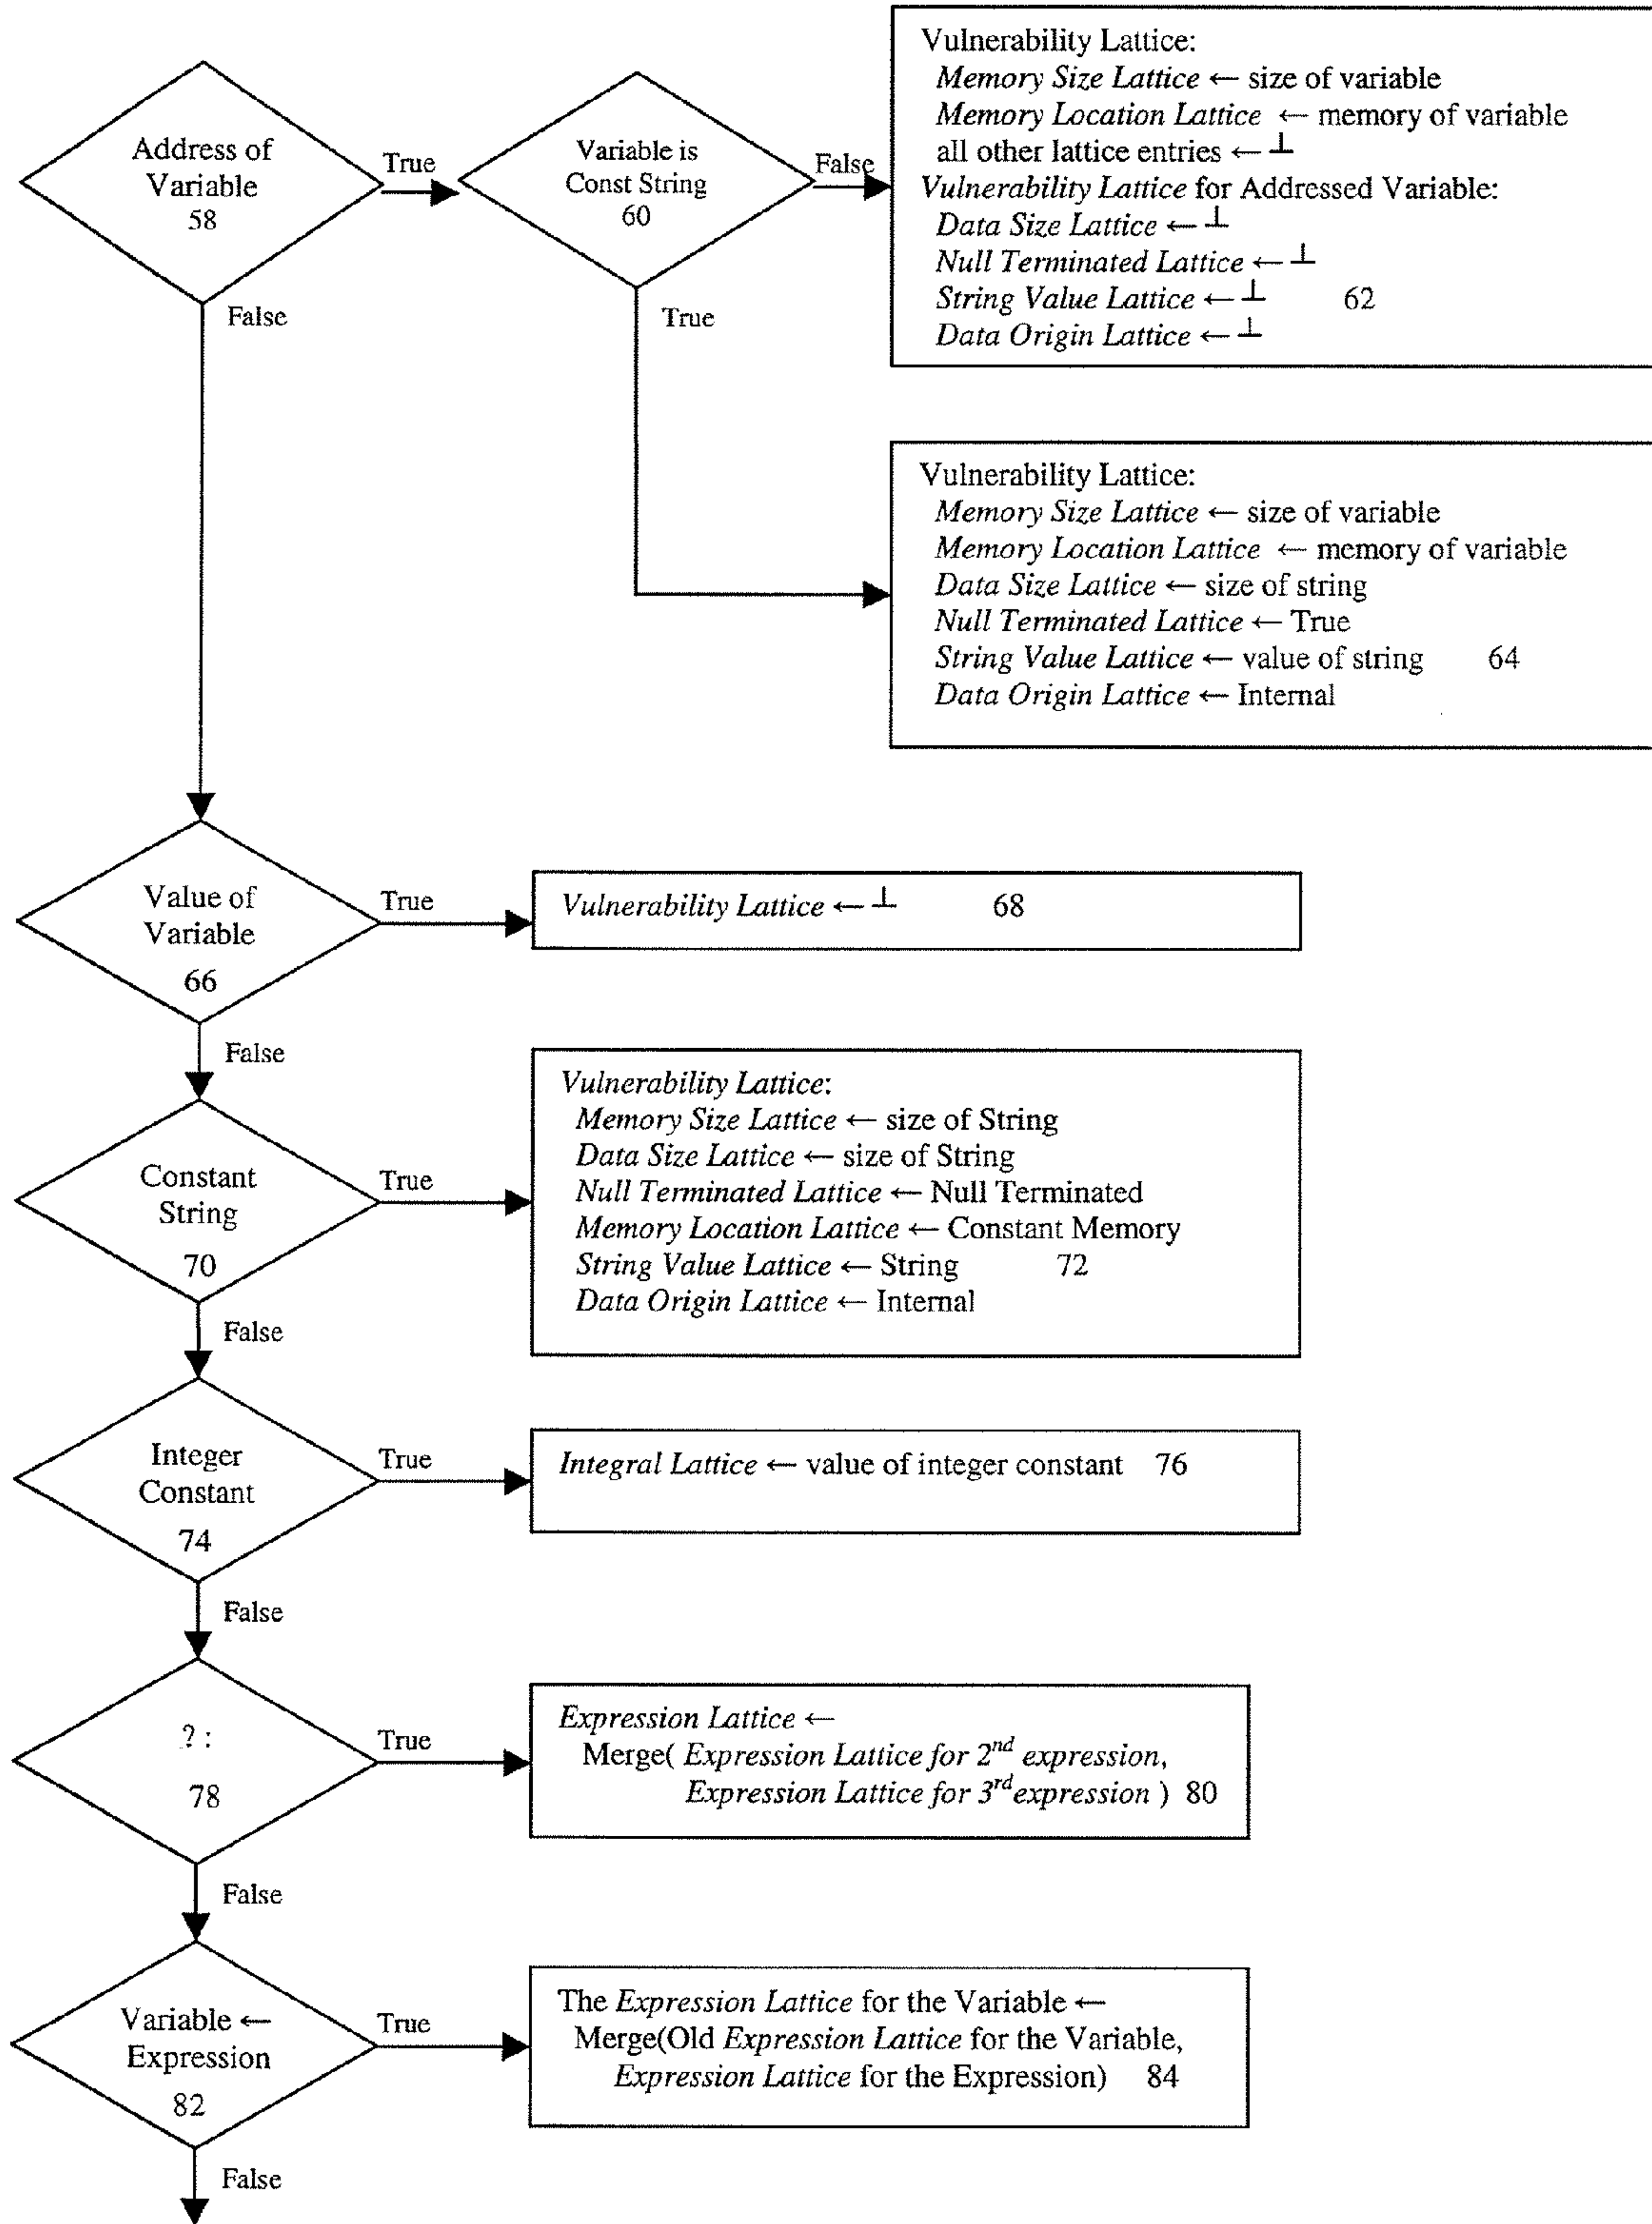 Address of
Variable
58
True
False
Variable is
Const String
60
False
True
Vulnerability Lattice:
Memory Size Lattice ← size of variable
Memory Location Lattice ← memory of variable
all other lattice entries ← ⊥
Vulnerability Lattice for Addressed Variable:
Data Size Lattice ← ⊥
Null Terminated Lattice ← ⊥
String Value Lattice ← ⊥ 62
Data Origin Lattice ← ⊥
Vulnerability Lattice:
Memory Size Lattice ← size of variable
Memory Location Lattice ← memory of variable
Data Size Lattice ← size of string
Null Terminated Lattice ← True
String Value Lattice ← value of string 64
Data Origin Lattice ← Internal
Value of
Variable
66
True
False
Vulnerability Lattice ← ⊥ 68
Constant
String
70
True
False
Vulnerability Lattice:
Memory Size Lattice ← size of String
Data Size Lattice ← size of String
Null Terminated Lattice ← Null Terminated
Memory Location Lattice ← Constant Memory
String Value Lattice ← String 72
Data Origin Lattice ← Internal
Integer
Constant
74
True
False
Integral Lattice ← value of integer constant 76
? :
78
True
False
Expression Lattice ←
Merge( Expression Lattice for 2nd expression,
Expression Lattice for 3rd expression ) 80
Variable ←
Expression
82
True
False
The Expression Lattice for the Variable ←
Merge(Old Expression Lattice for the Variable,
Expression Lattice for the Expression) 84